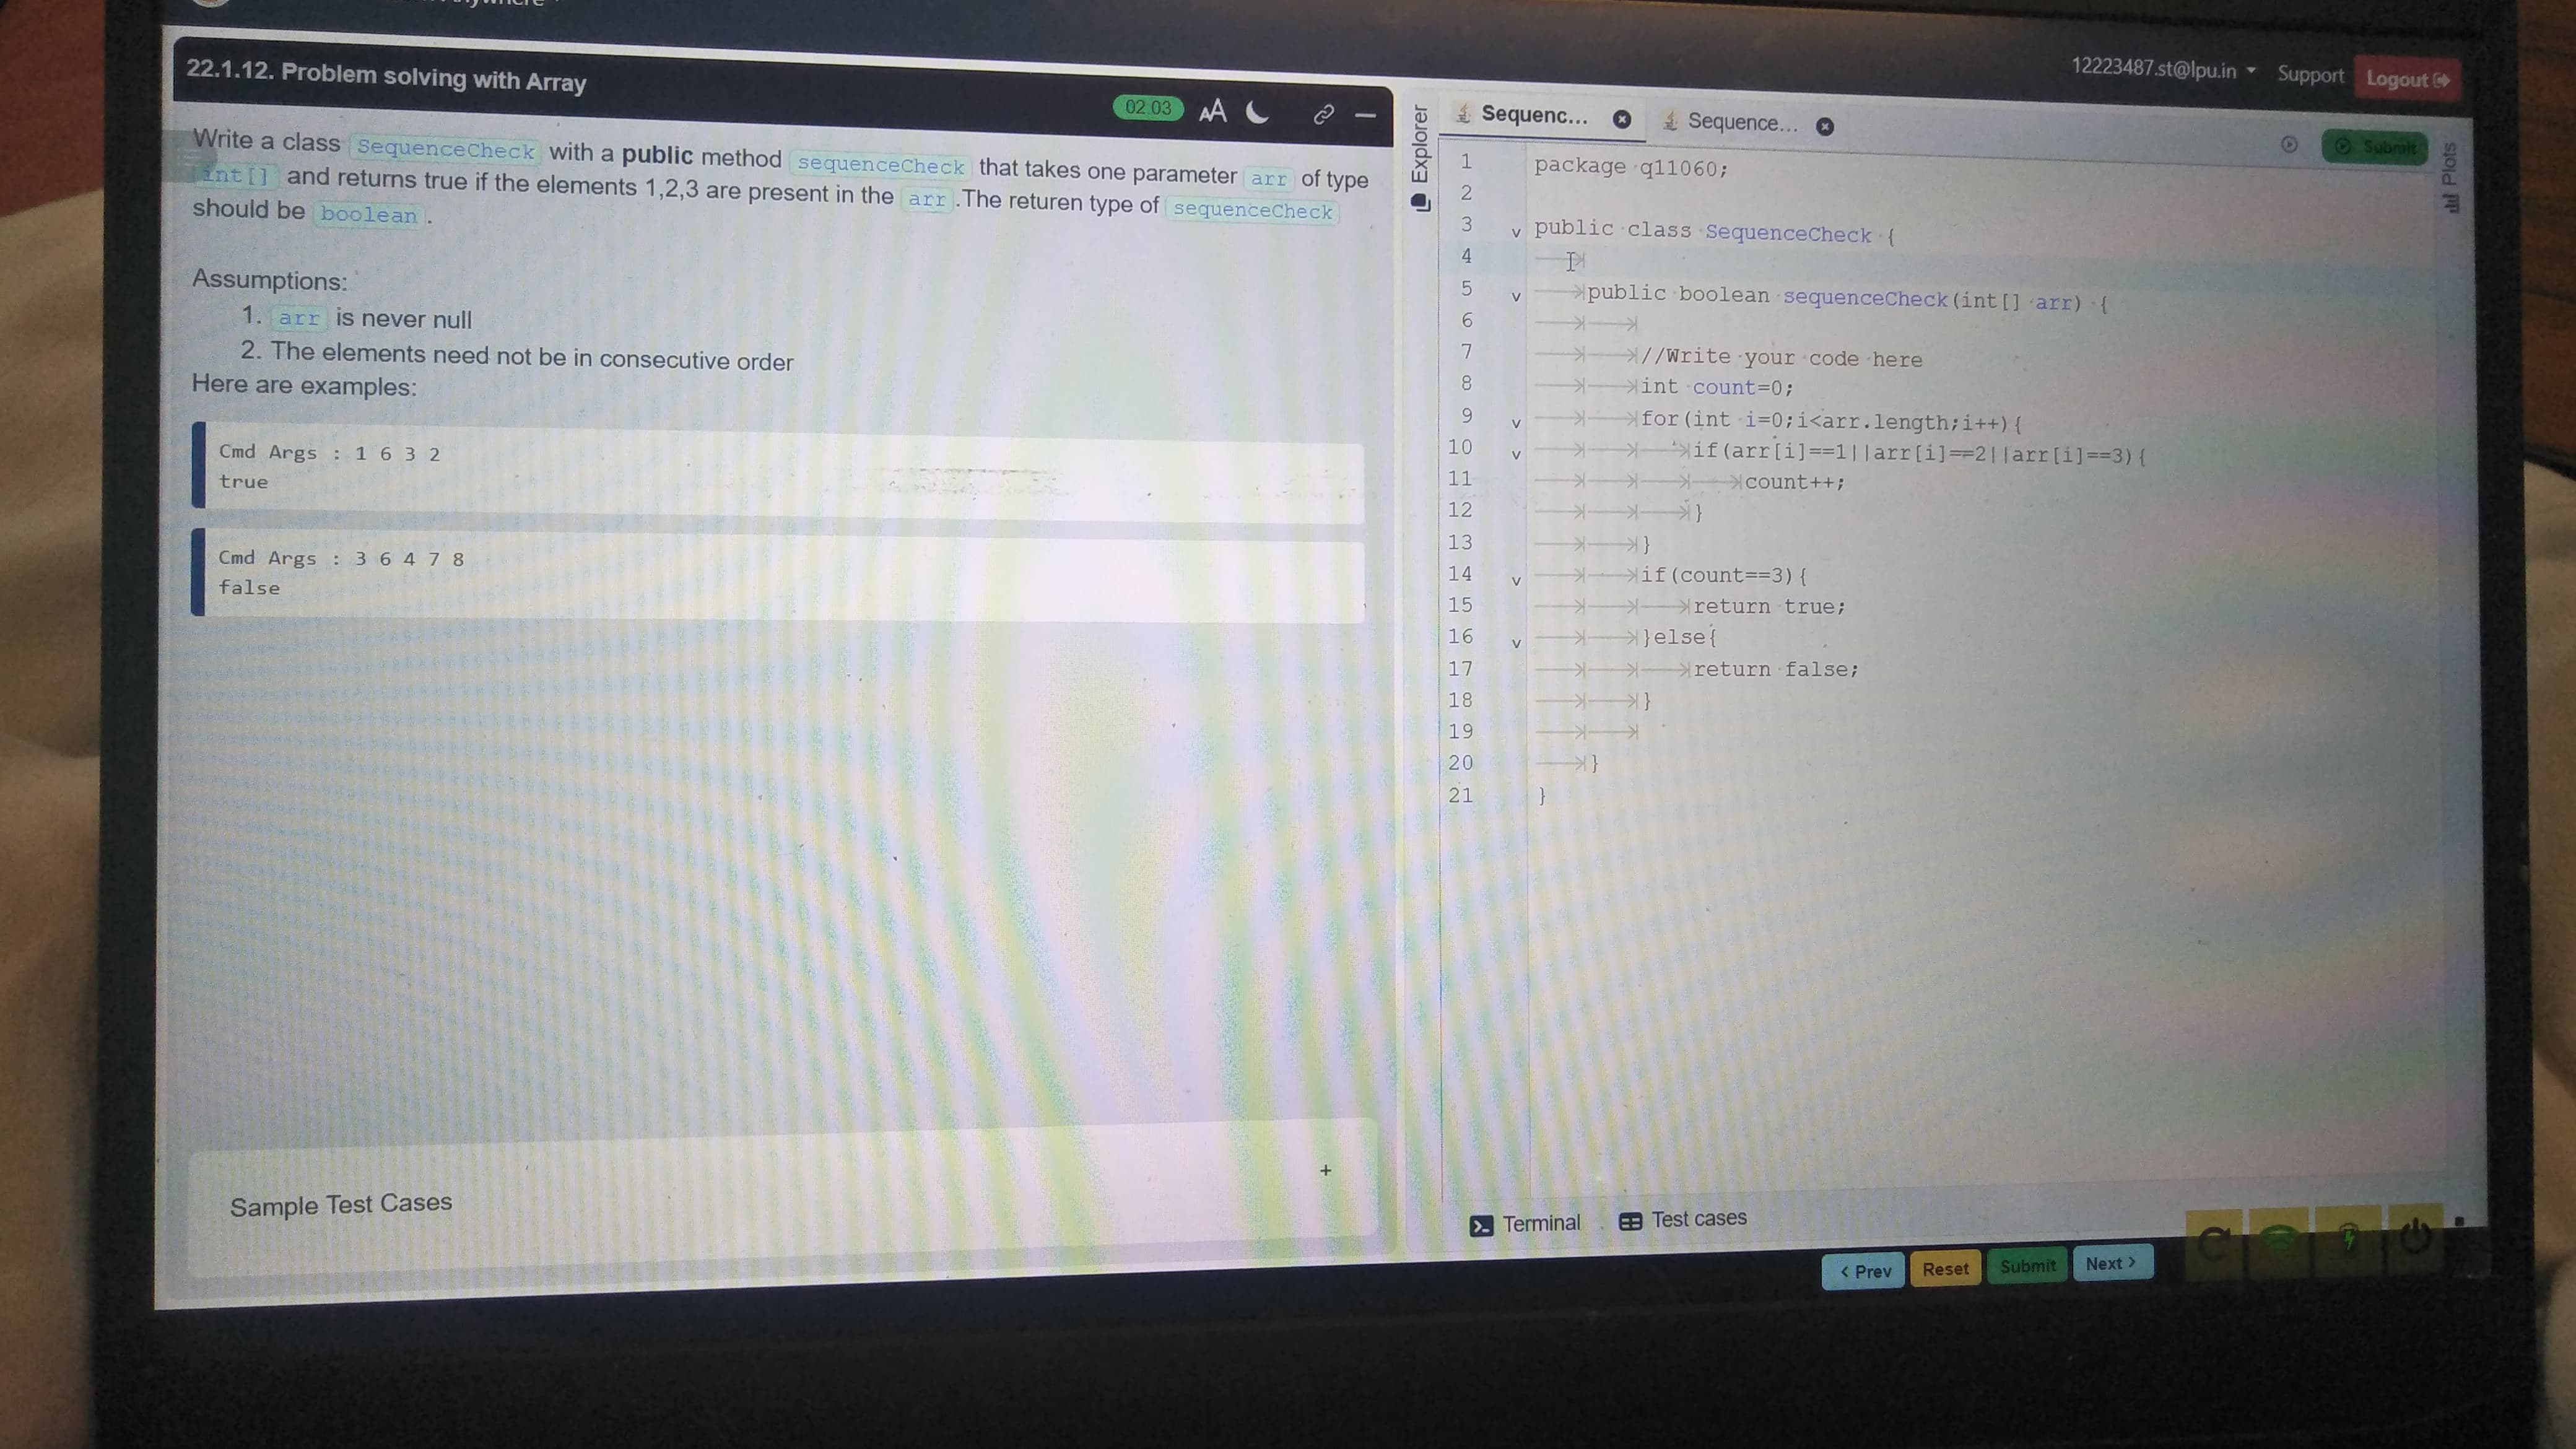 22.1.12. Problem solving with Array
02:03 AA
12223487.st@lpu.in Support Logout
Write a class SequenceCheck with a public method sequenceCheck that takes one parameter arr of type
int[] and returns true if the elements 1,2,3 are present in the arr .The returen type of sequenceCheck
should be boolean .
Assumptions:
1. arr is never null
2. The elements need not be in consecutive order
Here are examples:
Cmd Args : 1 6 3 2
true
Cmd Args : 3 6 4 7 8
false
Sample Test Cases +
Explorer
Sequenc... Sequence...
Submit
Plots
1 package q11060;
2
3 public class SequenceCheck {
4
5 public boolean sequenceCheck(int[] arr) {
6
7 //Write your code here
8 int count=0;
9 for(int i=0;i<arr.length;i++){
10 if(arr[i]==1||arr[i]==2||arr[i]==3){
11 count++;
12 }
13 }
14 if(count==3){
15 return true;
16 }else{
17 return false;
18 }
19
20 }
21 }
Terminal Test cases
< Prev Reset Submit Next >